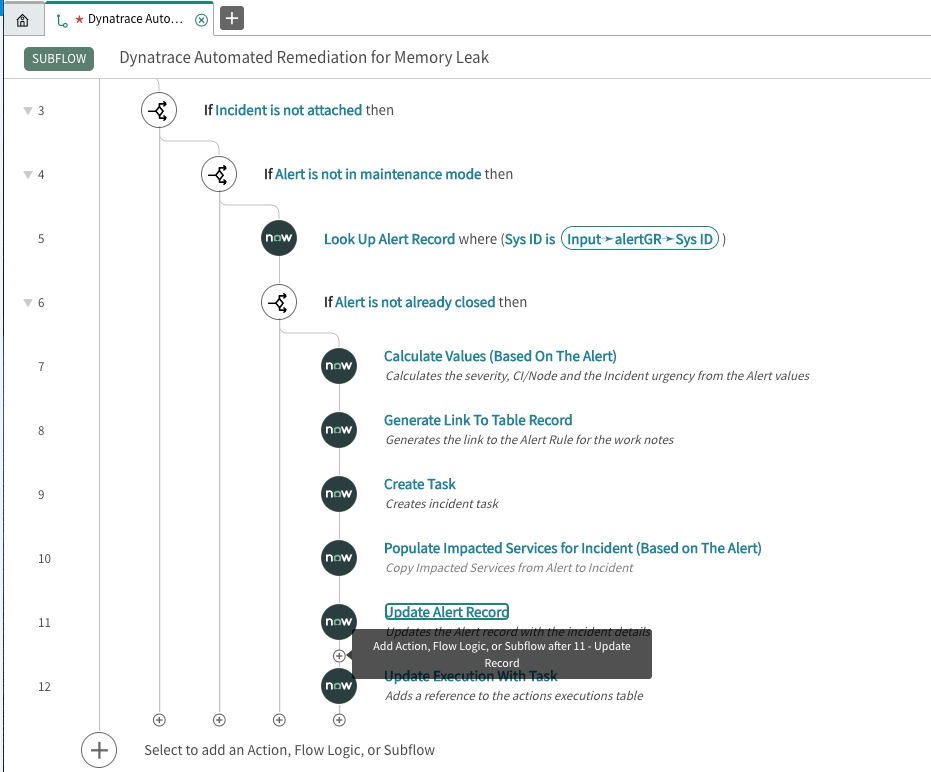 Dynatrace Auto...
SUBFLOW
Dynatrace Automated Remediation for Memory Leak
3
If Incident is not attached then
4
If Alert is not in maintenance mode then
5
now
Look Up Alert Record where (Sys ID is Input➛alertGR➛Sys ID )
6
If Alert is not already closed then
7
now
Calculate Values (Based On The Alert)
Calculates the severity, CI/Node and the Incident urgency from the Alert values
8
now
Generate Link To Table Record
Generates the link to the Alert Rule for the work notes
9
now
Create Task
Creates incident task
10
now
Populate Impacted Services for Incident (Based on The Alert)
Copy Impacted Services from Alert to Incident
11
now
Update Alert Record
Updates the Alert record with the incident details
Add Action, Flow Logic, or Subflow after 11 - Update
Record
12
now
Update Execution With Task
Adds a reference to the actions executions table
Select to add an Action, Flow Logic, or Subflow